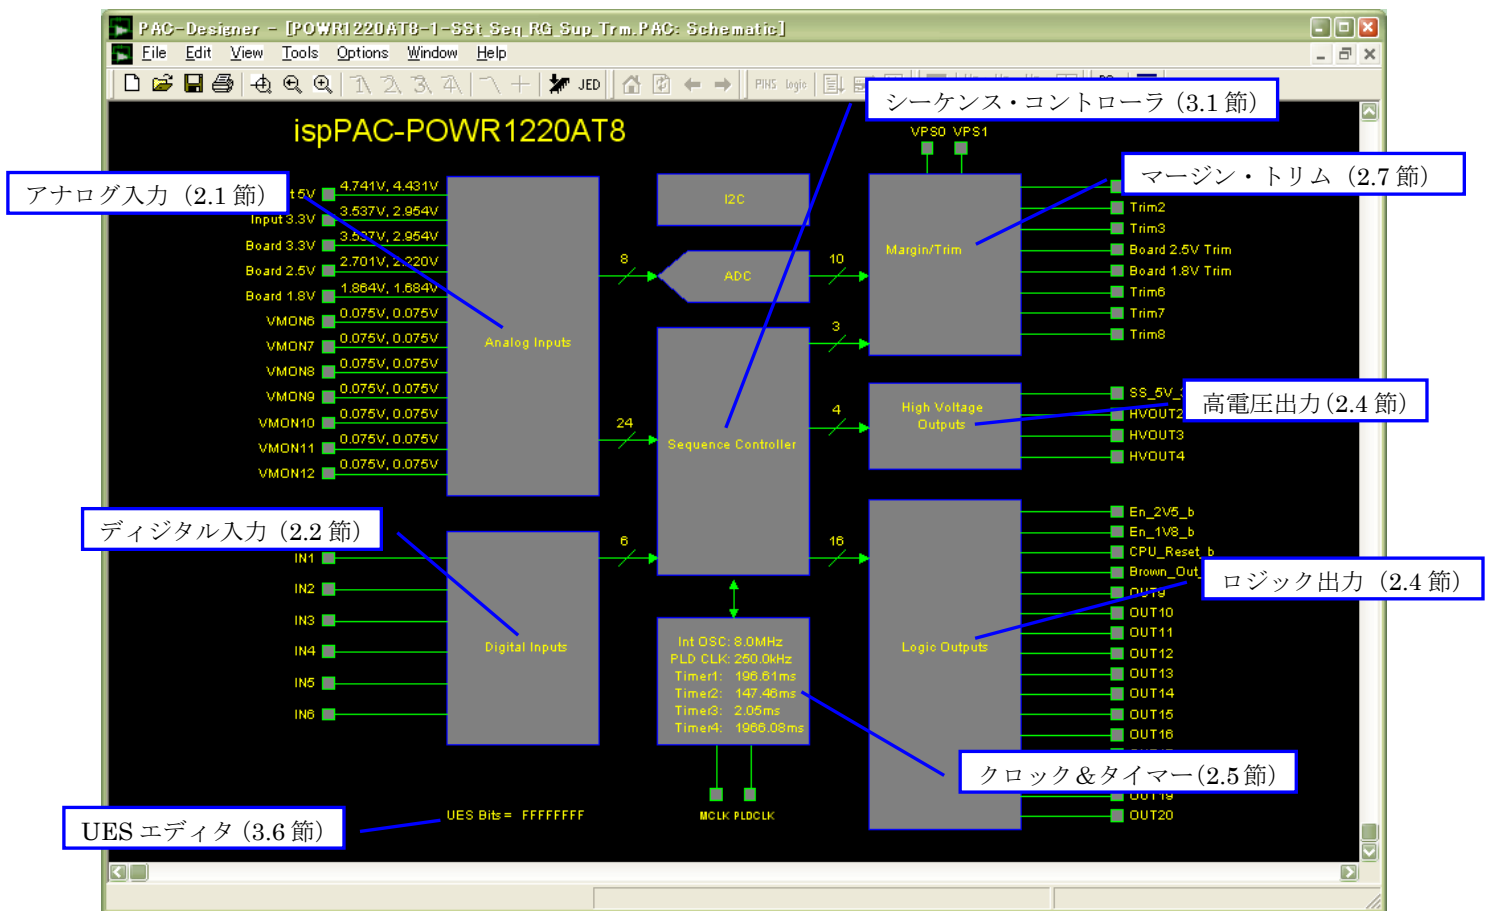 PAC-Designer - [POWR1220AT8-1-SSt_Seq_RG_Sup_Trm.PAC: Schematic]
File Edit View Tools Options Window Help
JED PINS Logic
シーケンス・コントローラ（3.1 節）
ispPAC-POWR1220AT8
VPS0 VPS1
アナログ入力（2.1 節）
マージン・トリム（2.7 節）
5V 4.741V, 4.431V
Input 3.3V 3.537V, 2.954V
Board 3.3V 3.537V, 2.954V
Board 2.5V 2.701V, 2.220V
Board 1.8V 1.864V, 1.684V
VMON6 0.075V, 0.075V
VMON7 0.075V, 0.075V
VMON8 0.075V, 0.075V
VMON9 0.075V, 0.075V
VMON10 0.075V, 0.075V
VMON11 0.075V, 0.075V
VMON12 0.075V, 0.075V
Analog Inputs
8
24
I2C
ADC
10
3
4
Sequence Controller
Margin/Trim
Trim2
Trim3
Board 2.5V Trim
Board 1.8V Trim
Trim6
Trim7
Trim8
High Voltage
Outputs
SS_5V_
高電圧出力（2.4 節）
HVOUT2
HVOUT3
HVOUT4
ディジタル入力（2.2 節）
IN1
IN2
IN3
IN4
IN5
IN6
Digital Inputs
6
16
Int OSC: 8.0MHz
PLD CLK: 250.0kHz
Timer1: 196.61ms
Timer2: 147.46ms
Timer3: 2.05ms
Timer4: 1966.08ms
MCLK PLDCLK
Logic Outputs
En_2V5_b
En_1V8_b
CPU_Reset_b
Brown_Out_
ロジック出力（2.4 節）
OUT9
OUT10
OUT11
OUT12
OUT13
OUT14
OUT15
OUT16
クロック＆タイマー（2.5 節）
OUT19
OUT20
UES Bits = FFFFFFFF
UES エディタ（3.6 節）